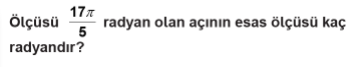 Ölçüsü 17π/5 radyan olan açının esas ölçüsü kaç
radyandır?